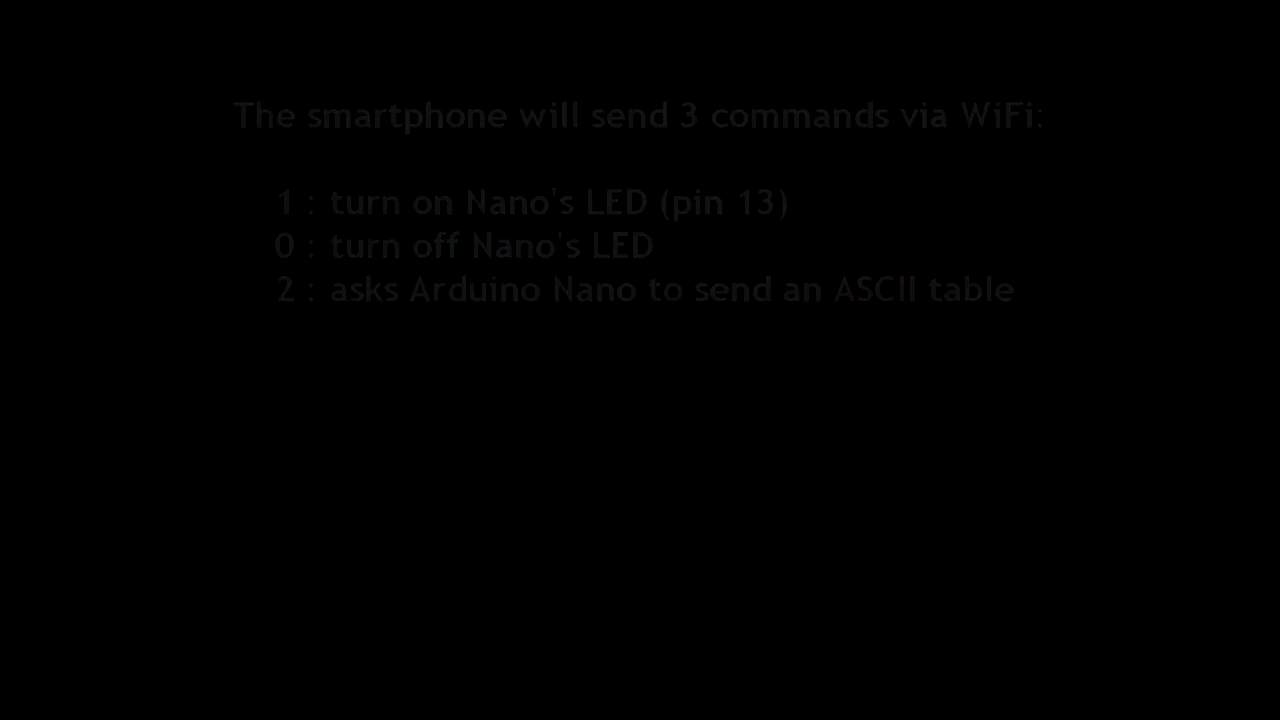 The smartphone will send 3 commands via WiFi:
1 : turn on Nano's LED (pin 13)
0 : turn off Nano's LED
2 : asks Arduino Nano to send an ASCII table